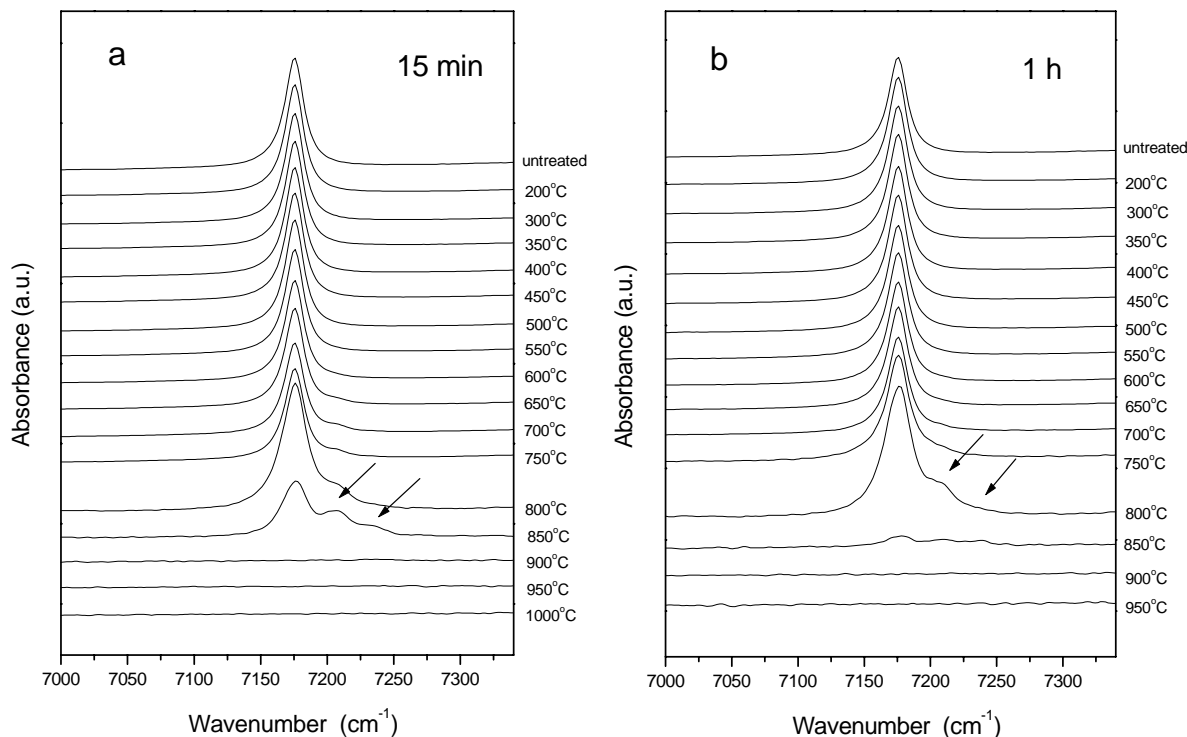 a
15 min
untreated
200°C
300°C
350°C
400°C
450°C
500°C
550°C
600°C
650°C
700°C
750°C
800°C
850°C
900°C
950°C
1000°C
Absorbance (a.u.)
7000 7050 7100 7150 7200 7250 7300
Wavenumber (cm⁻¹)
b
1 h
untreated
200°C
300°C
350°C
400°C
450°C
500°C
550°C
600°C
650°C
700°C
750°C
800°C
850°C
900°C
950°C
Absorbance (a.u.)
7000 7050 7100 7150 7200 7250 7300
Wavenumber (cm⁻¹)